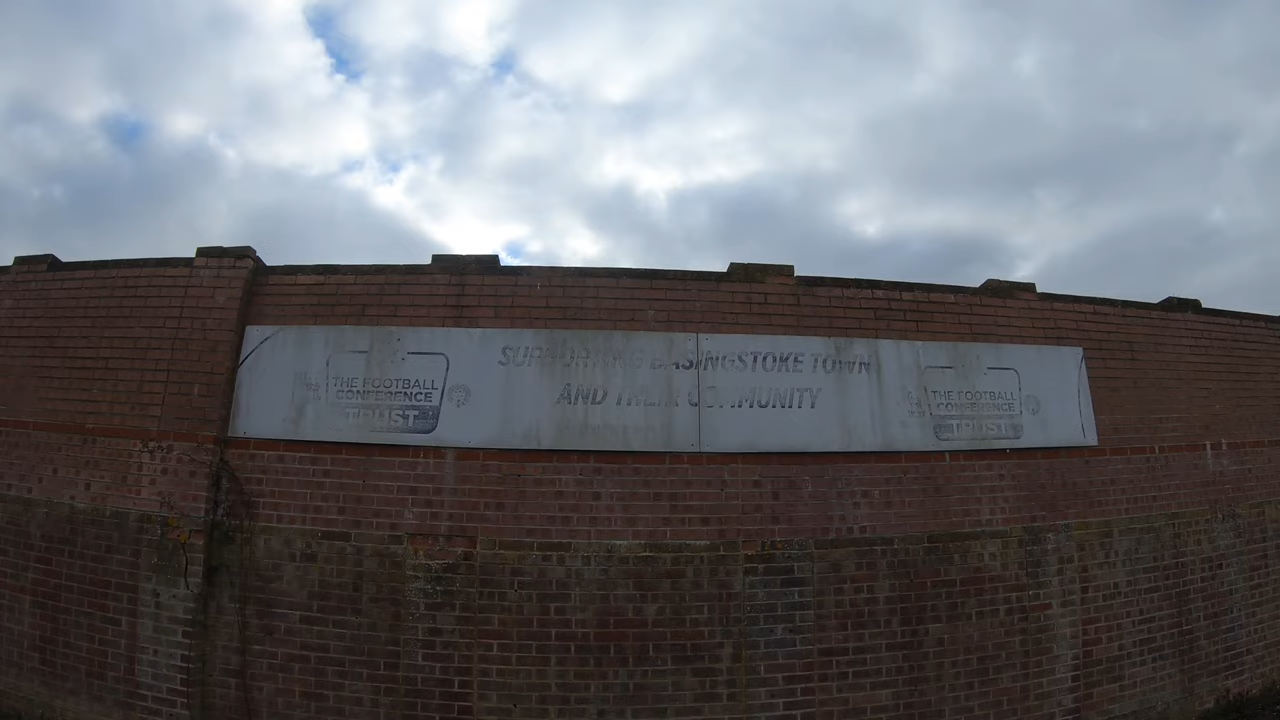 THE FOOTBALL
CONFERENCE
TRUST
SUPPORTING BASINGSTOKE TOWN
AND THEIR COMMUNITY
THE FOOTBALL
CONFERENCE
TRUST